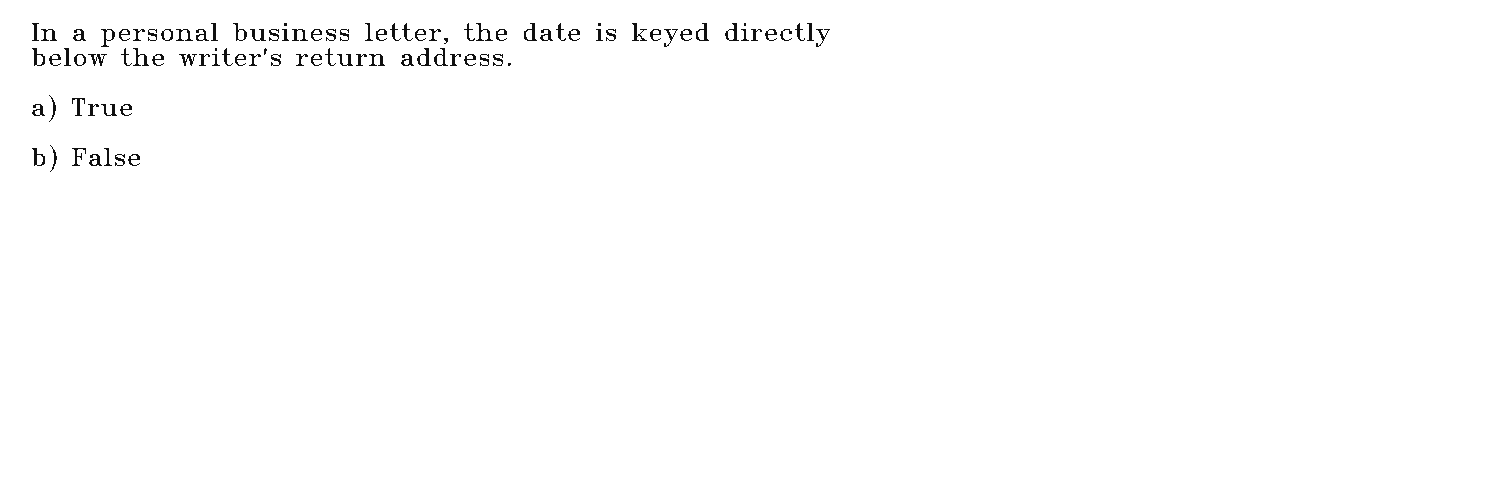 In a personal business letter, the date is keyed directly
below the writer's return address.
a) True
b) False